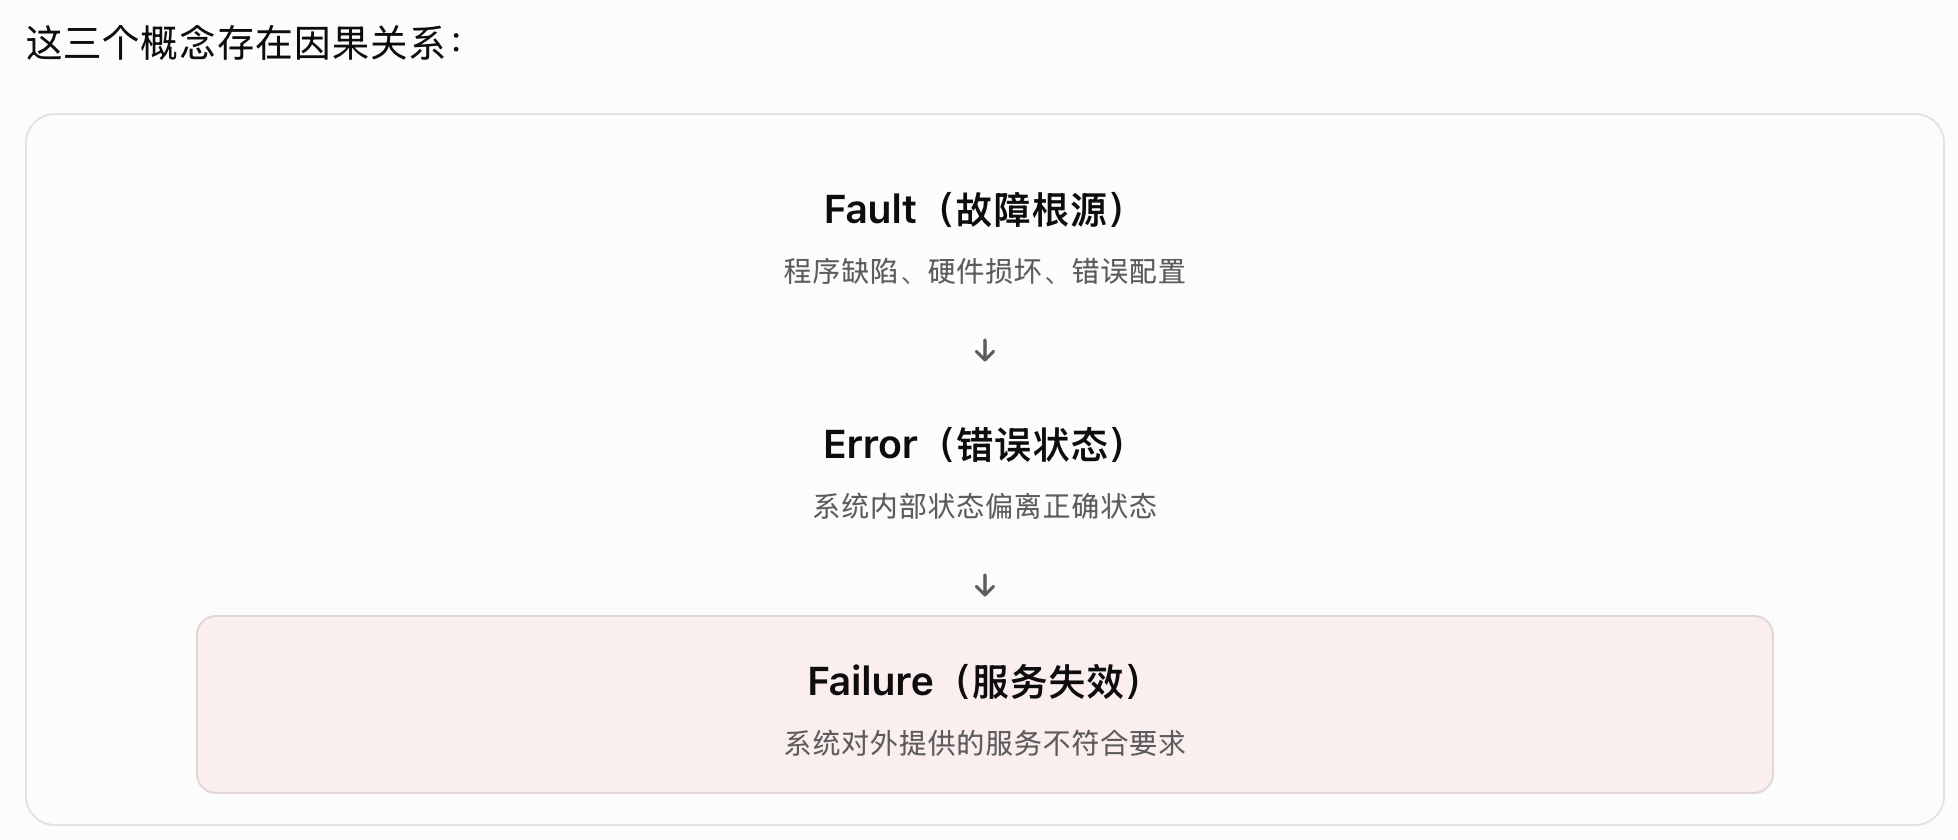 这三个概念存在因果关系：
Fault（故障根源）
程序缺陷、硬件损坏、错误配置
↓
Error（错误状态）
系统内部状态偏离正确状态
↓
Failure（服务失效）
系统对外提供的服务不符合要求